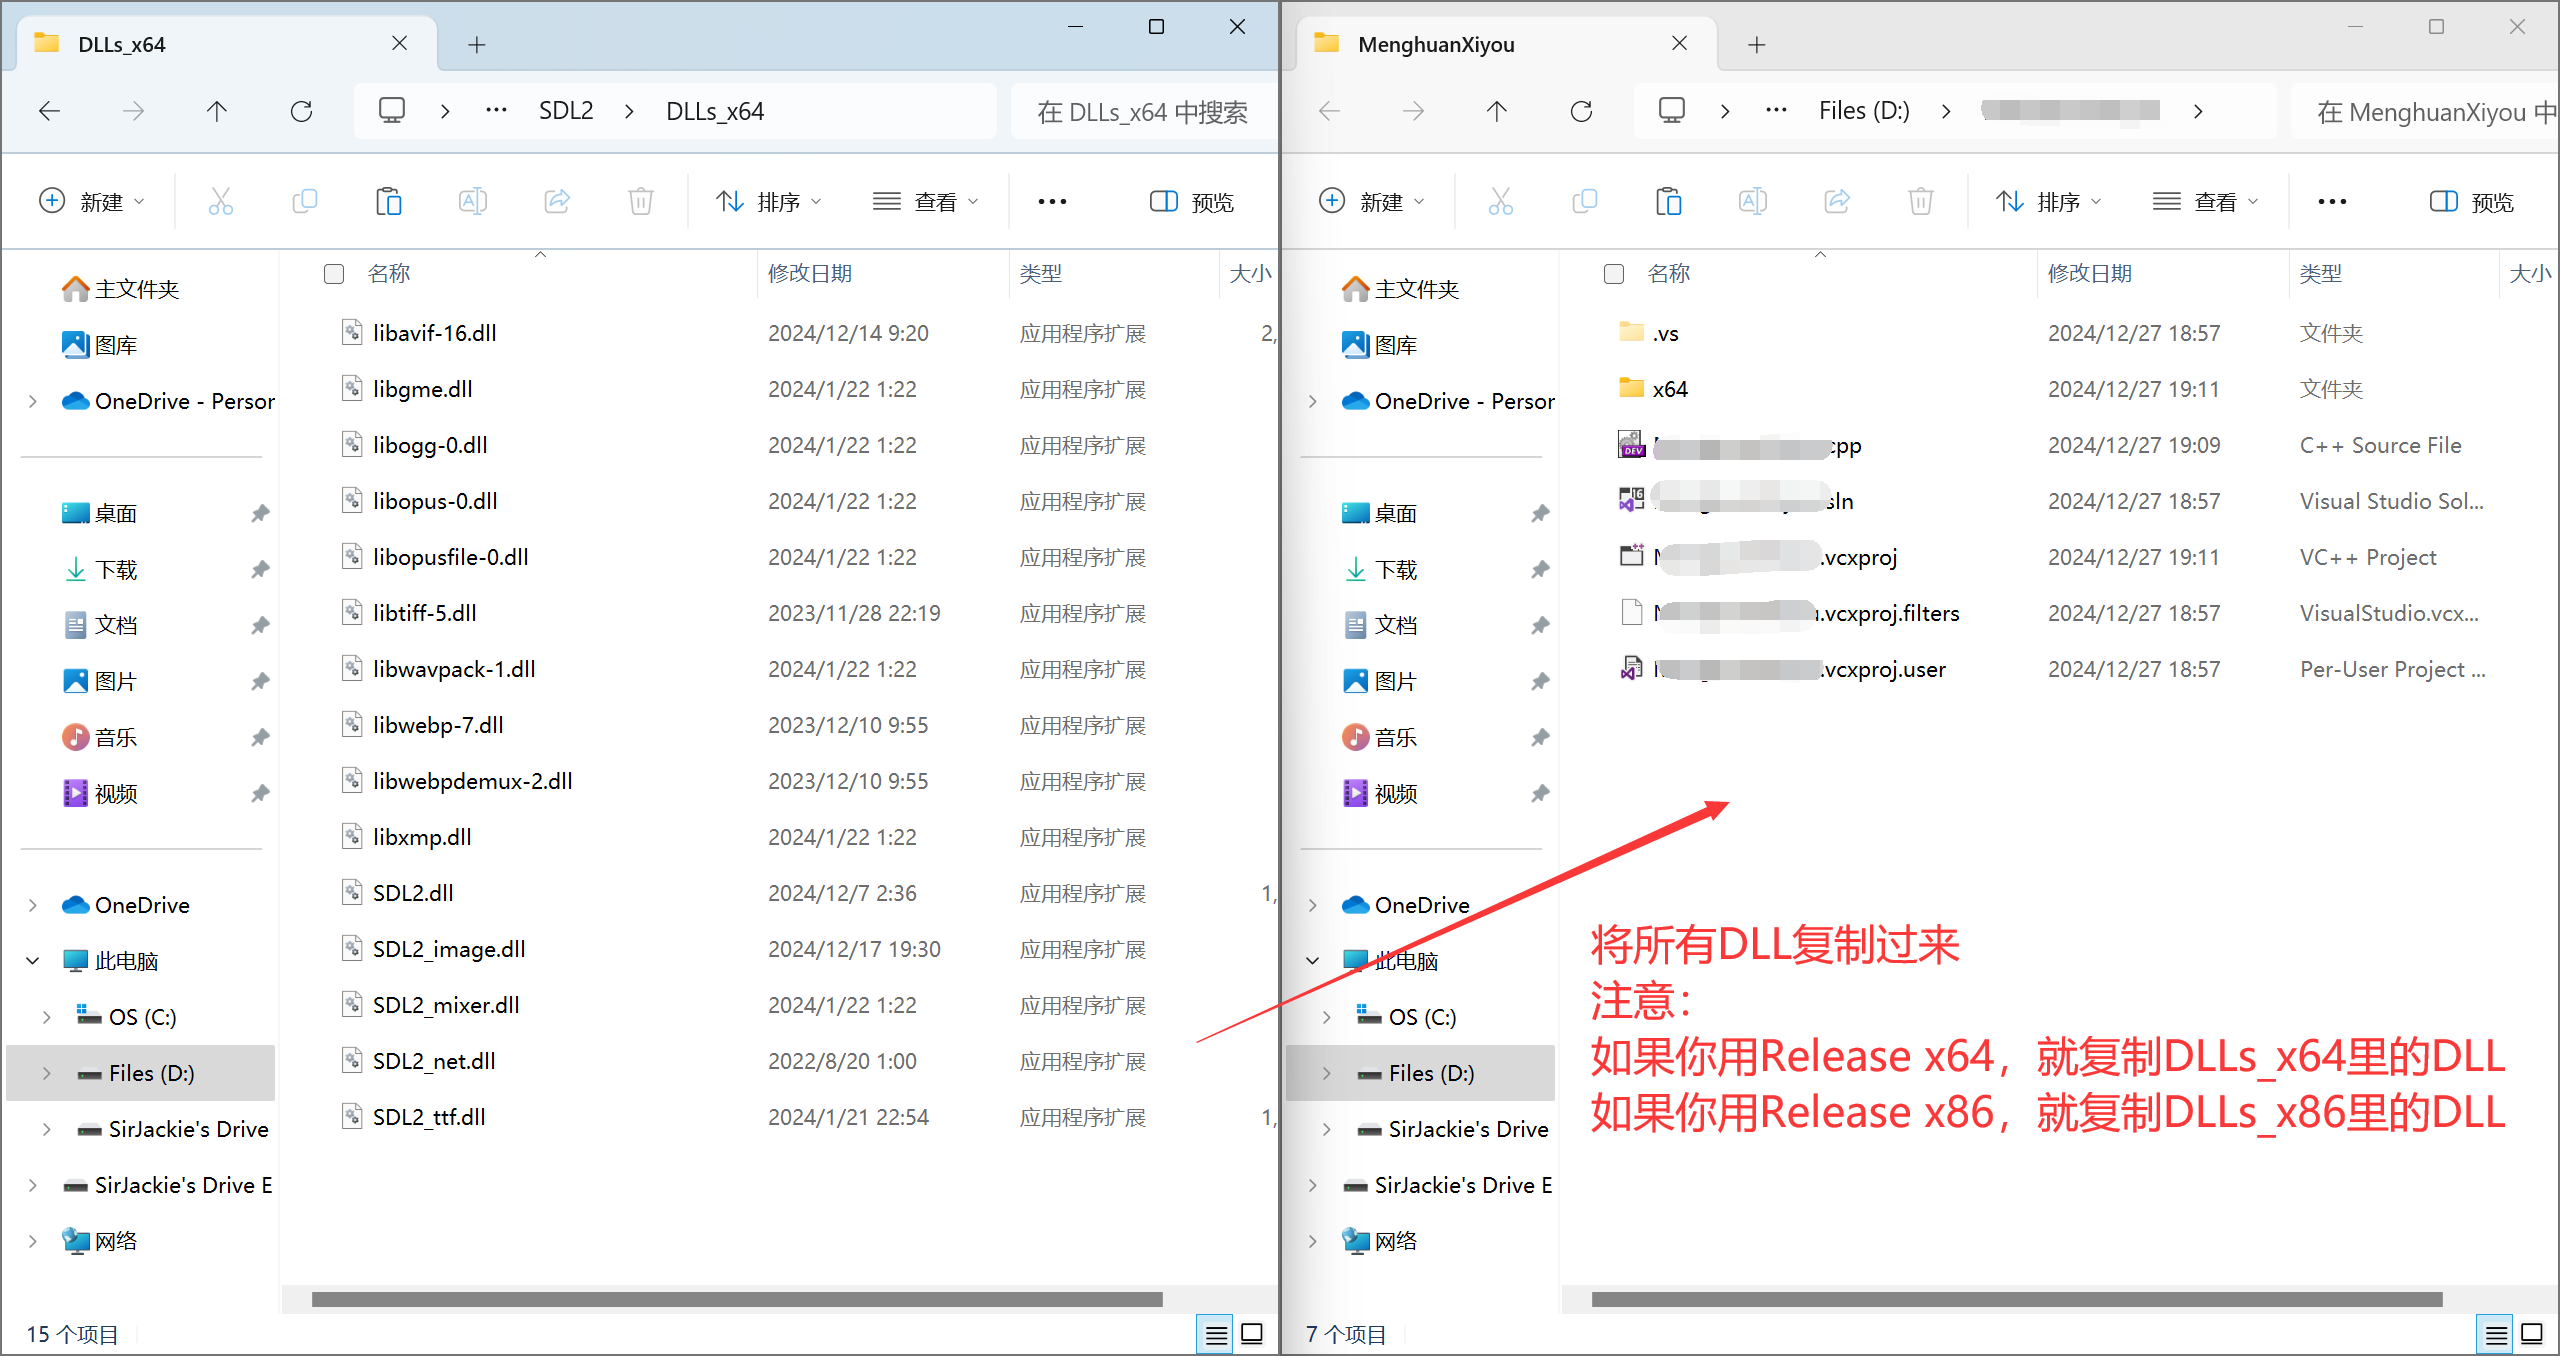 DLLs_x64
SDL2
DLLs_x64
在 DLLs_x64 中搜索
新建
排序
查看
预览
主文件夹
图库
OneDrive - Persor
桌面
下载
文档
图片
音乐
视频
OneDrive
此电脑
OS (C:)
Files (D:)
SirJackie's Drive
SirJackie's Drive E
网络
名称 修改日期 类型 大小
libavif-16.dll 2024/12/14 9:20 应用程序扩展 2,
libgme.dll 2024/1/22 1:22 应用程序扩展
libogg-0.dll 2024/1/22 1:22 应用程序扩展
libopus-0.dll 2024/1/22 1:22 应用程序扩展
libopusfile-0.dll 2024/1/22 1:22 应用程序扩展
libtiff-5.dll 2023/11/28 22:19 应用程序扩展
libwavpack-1.dll 2024/1/22 1:22 应用程序扩展
libwebp-7.dll 2023/12/10 9:55 应用程序扩展
libwebpdemux-2.dll 2023/12/10 9:55 应用程序扩展
libxmp.dll 2024/1/22 1:22 应用程序扩展
SDL2.dll 2024/12/7 2:36 应用程序扩展 1,
SDL2_image.dll 2024/12/17 19:30 应用程序扩展
SDL2_mixer.dll 2024/1/22 1:22 应用程序扩展
SDL2_net.dll 2022/8/20 1:00 应用程序扩展
SDL2_ttf.dll 2024/1/21 22:54 应用程序扩展 1,
15 个项目
MenghuanXiyou
Files (D:)
在 MenghuanXiyou 中
新建
排序
查看
预览
主文件夹
图库
OneDrive - Persor
桌面
下载
文档
图片
音乐
视频
OneDrive
此电脑
OS (C:)
Files (D:)
SirJackie's Drive
SirJackie's Drive E
网络
名称 修改日期 类型 大小
.vs 2024/12/27 18:57 文件夹
x64 2024/12/27 19:11 文件夹
cpp 2024/12/27 19:09 C++ Source File
sln 2024/12/27 18:57 Visual Studio Sol...
.vcxproj 2024/12/27 19:11 VC++ Project
.vcxproj.filters 2024/12/27 18:57 VisualStudio.vcx...
.vcxproj.user 2024/12/27 18:57 Per-User Project ...
将所有DLL复制过来
注意：
如果你用Release x64，就复制DLLs_x64里的DLL
如果你用Release x86，就复制DLLs_x86里的DLL
7 个项目